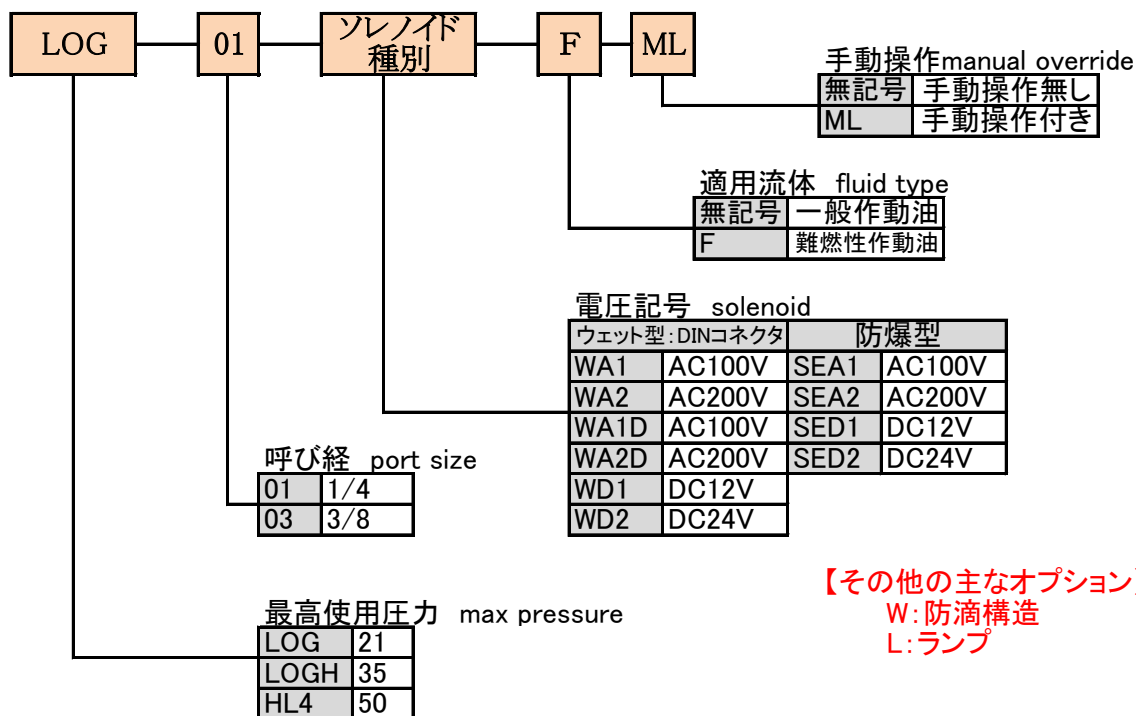 LOG 01 ソレノイド種別 F ML
手動操作manual override
無記号 手動操作無し
ML 手動操作付き
適用流体 fluid type
無記号 一般作動油
F 難燃性作動油
電圧記号 solenoid
ウェット型:DINコネクタ 防爆型
WA1 AC100V SEA1 AC100V
WA2 AC200V SEA2 AC200V
WA1D AC100V SED1 DC12V
WA2D AC200V SED2 DC24V
WD1 DC12V
WD2 DC24V
呼び経 port size
01 1/4
03 3/8
【その他の主なオプション】
W:防滴構造
L:ランプ
最高使用圧力 max pressure
LOG 21
LOGH 35
HL4 50